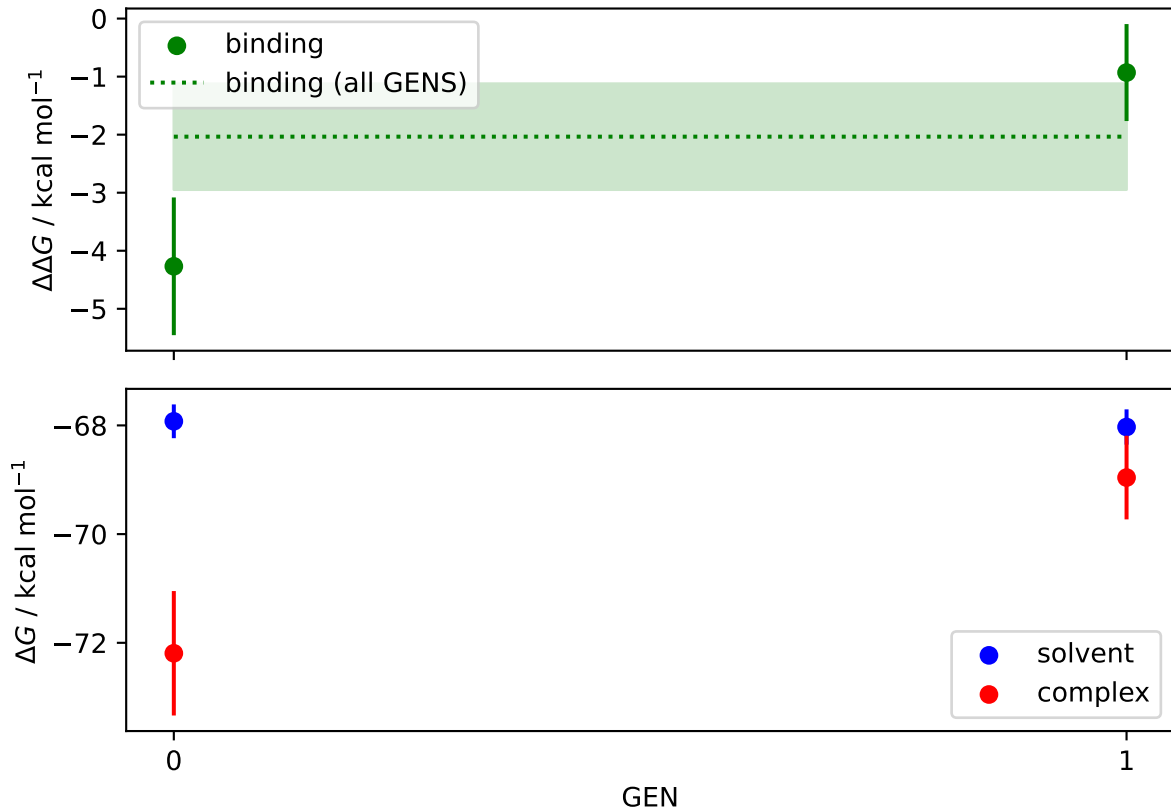 0
−1
−2
−3
−4
−5
ΔΔG / kcal mol⁻¹
binding
binding (all GENS)
−68
−70
−72
ΔG / kcal mol⁻¹
solvent
complex
0
1
GEN